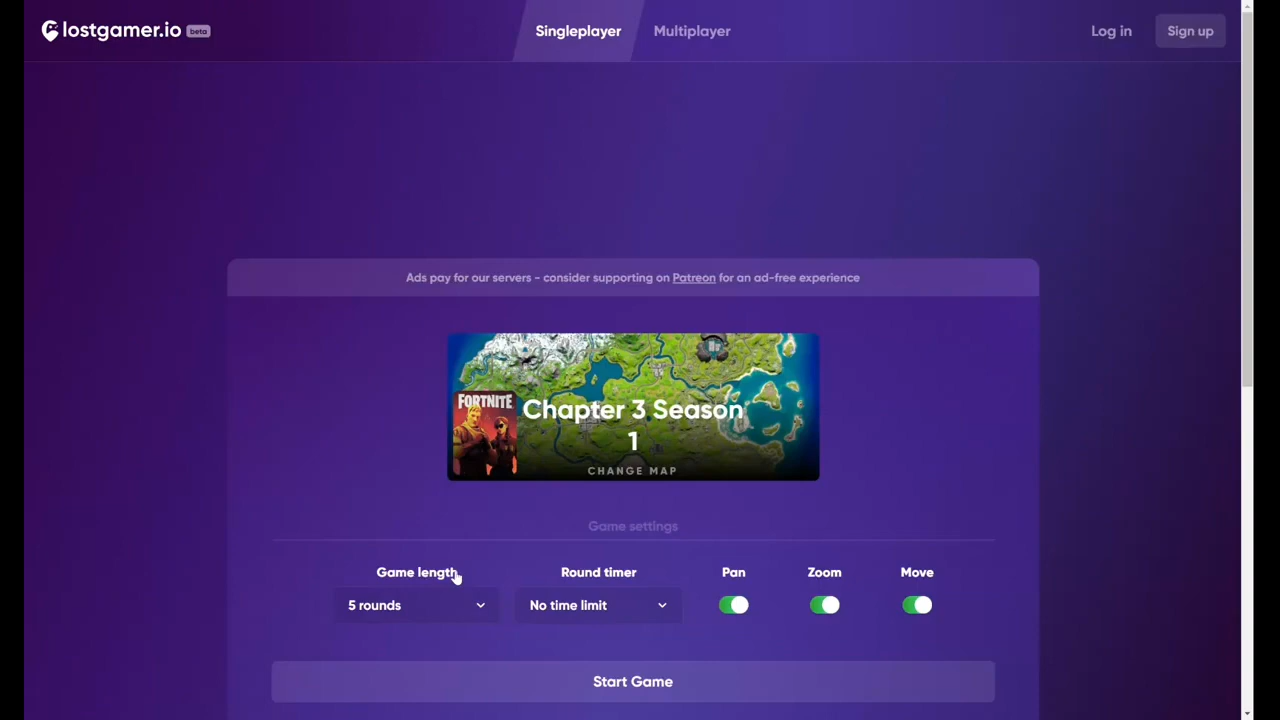 lostgamer.io beta
Singleplayer
Multiplayer
Log in
Sign up
Ads pay for our servers - consider supporting on Patreon for an ad-free experience
FORTNITE
Chapter 3 Season
1
CHANGE MAP
Game settings
Game length
Round timer
Pan
Zoom
Move
5 rounds
No time limit
Start Game